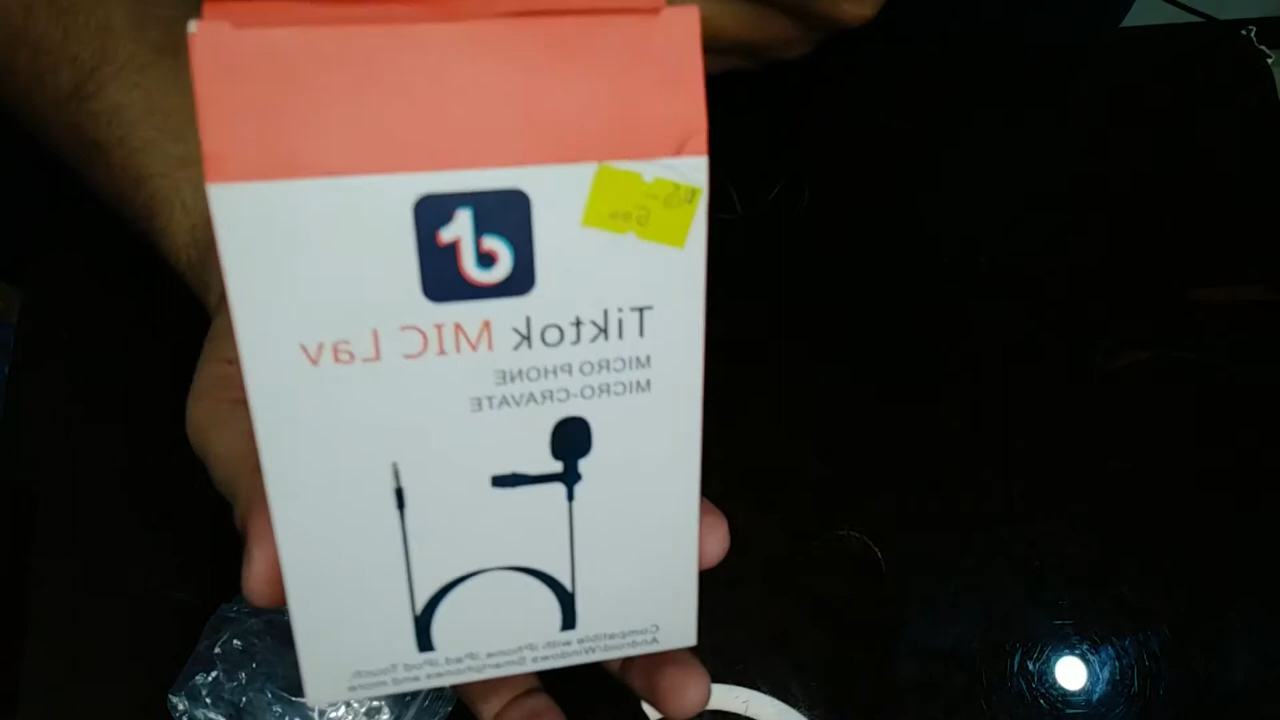 Tiktok MIC Lav
MICRO PHONE
MICRO-CRAVATE
Compatible with iPhone, iPad, iPod Touch,
Android/Windows Smartphones and more